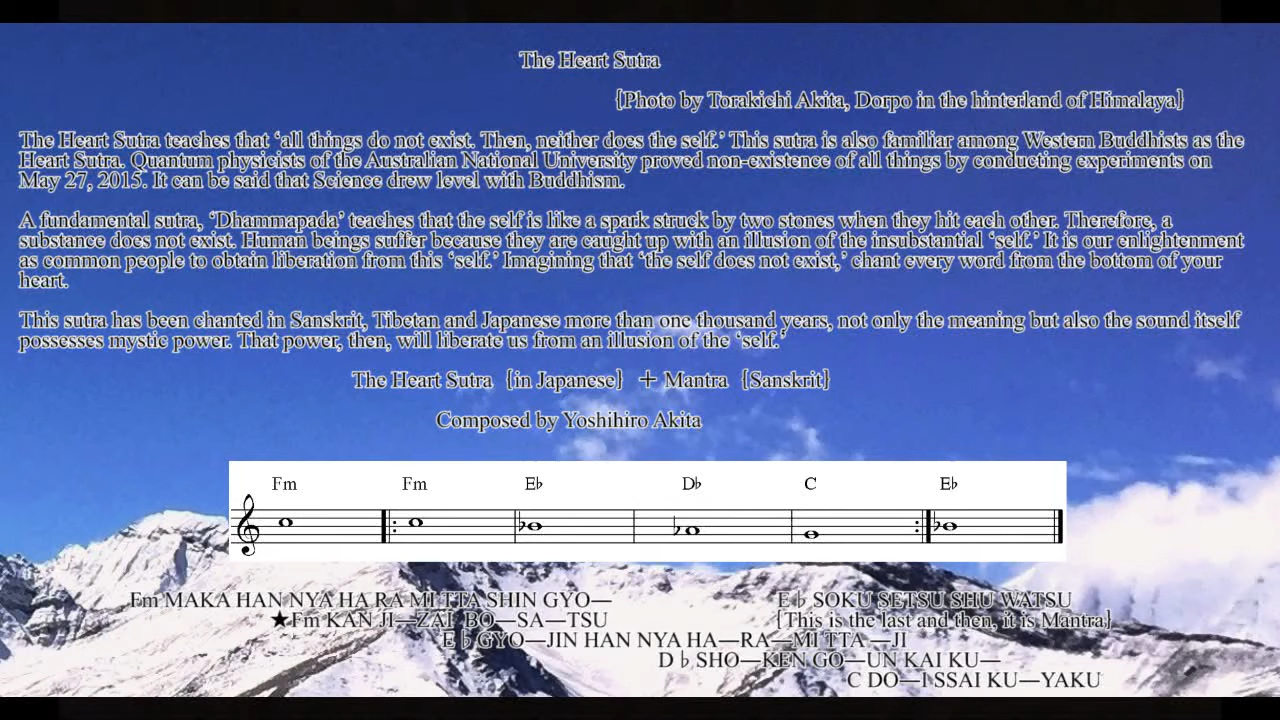 The Heart Sutra
{Photo by Torakichi Akita, Dorpo in the hinterland of Himalaya}
The Heart Sutra teaches that ‘all things do not exist. Then, neither does the self.’ This sutra is also familiar among Western Buddhists as the
Heart Sutra. Quantum physicists of the Australian National University proved non-existence of all things by conducting experiments on
May 27, 2015. It can be said that Science drew level with Buddhism.
A fundamental sutra, ‘Dhammapada’ teaches that the self is like a spark struck by two stones when they hit each other. Therefore, a
substance does not exist. Human beings suffer because they are caught up with an illusion of the insubstantial ‘self.’ It is our enlightenment
as common people to obtain liberation from this ‘self.’ Imagining that ‘the self does not exist,’ chant every word from the bottom of your
heart.
This sutra has been chanted in Sanskrit, Tibetan and Japanese more than one thousand years, not only the meaning but also the sound itself
possesses mystic power. That power, then, will liberate us from an illusion of the ‘self.’
The Heart Sutra {in Japanese} ＋ Mantra {Sanskrit}
Composed by Yoshihiro Akita
Fm Fm E♭ D♭ C E♭
Fm MAKA HAN NYA HA RA MI TTA SHIN GYO— E♭ SOKU SETSU SHU WATSU
★Fm KAN JI—ZAI BO—SA—TSU {This is the last and then, it is Mantra}
E♭ GYO—JIN HAN NYA HA—RA—MI TTA —JI
D♭ SHO—KEN GO—UN KAI KU—
C DO—I SSAI KU—YAKU